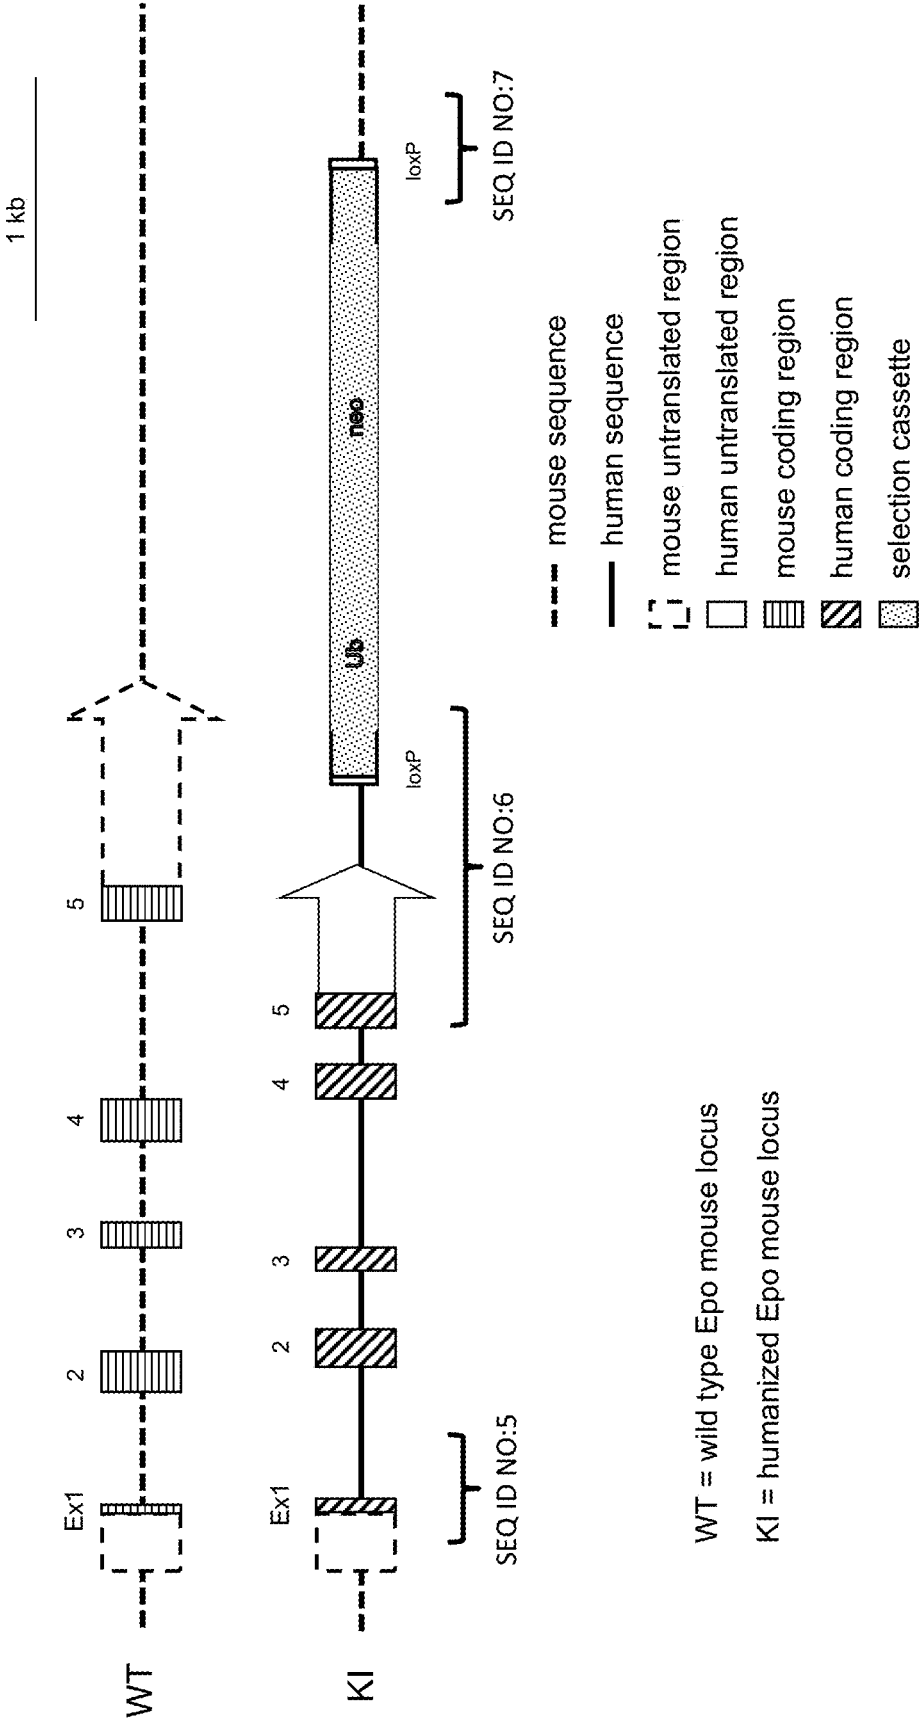 1 kb
WT
Ex1
2
3
4
5
KI
Ex1
2
3
4
5
Ub
neo
loxP
loxP
SEQ ID NO:5
SEQ ID NO:6
SEQ ID NO:7
mouse sequence
human sequence
mouse untranslated region
human untranslated region
mouse coding region
human coding region
selection cassette
WT = wild type Epo mouse locus
KI = humanized Epo mouse locus